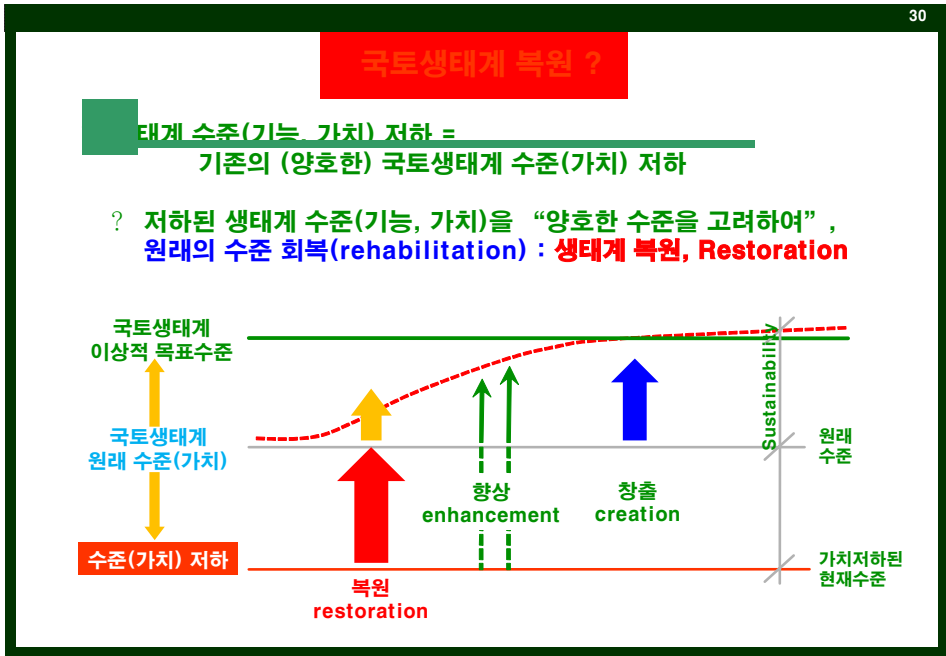 30
국토생태계 복원 ?
태계 수준(기능, 가치) 저하 =
기존의 (양호한) 국토생태계 수준(가치) 저하
? 저하된 생태계 수준(기능, 가치)을 “양호한 수준을 고려하여” ,
원래의 수준 회복(rehabilitation) : 생태계 복원, Restoration
국토생태계
이상적 목표수준
Sustainability
국토생태계
원래 수준(가치)
원래
수준
향상
enhancement
창출
creation
수준(가치) 저하
가치저하된
현재수준
복원
restoration